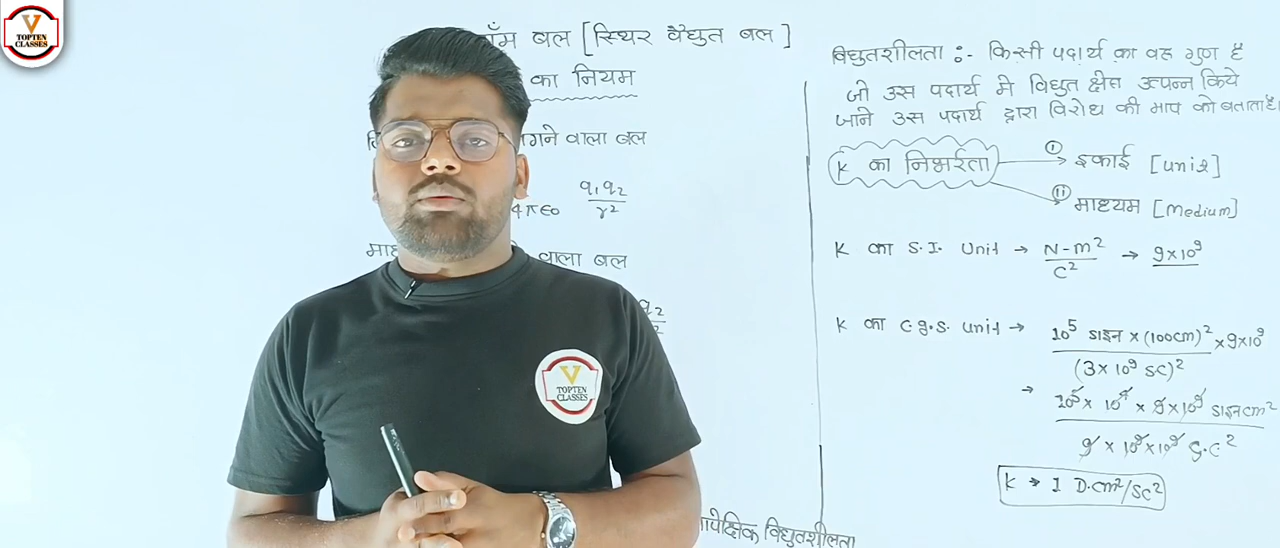 V
TOPTEN
CLASSES
बल [स्थिर वैद्युत बल]
का नियम
वाला बल
4πϵ0 q1q2
r2
वाला बल
q2
विद्युतशीलता :- किसी पदार्थ का वह गुण है
जो उस पदार्थ मे विद्युत क्षेत्र उत्पन्न किये
जाने उस पदार्थ द्वारा विरोध की माप को बताता है।
K का निर्भरता
① इकाई [unit]
② माध्यम [Medium]
K का S.I. Unit → N-m²/C² → 9×10⁹
K का C.g.S. unit → 10⁵ डाइन × (100cm)² × 9×10⁹
(3×10⁹ SC)²
→ 10⁵ × 10⁴ × 9×10⁹ डाइन cm²
9 × 10⁹ × 10⁹ S.C²
K → 1 D.cm²/SC²
विद्युतशीलता
V
TOPTEN
CLASSES